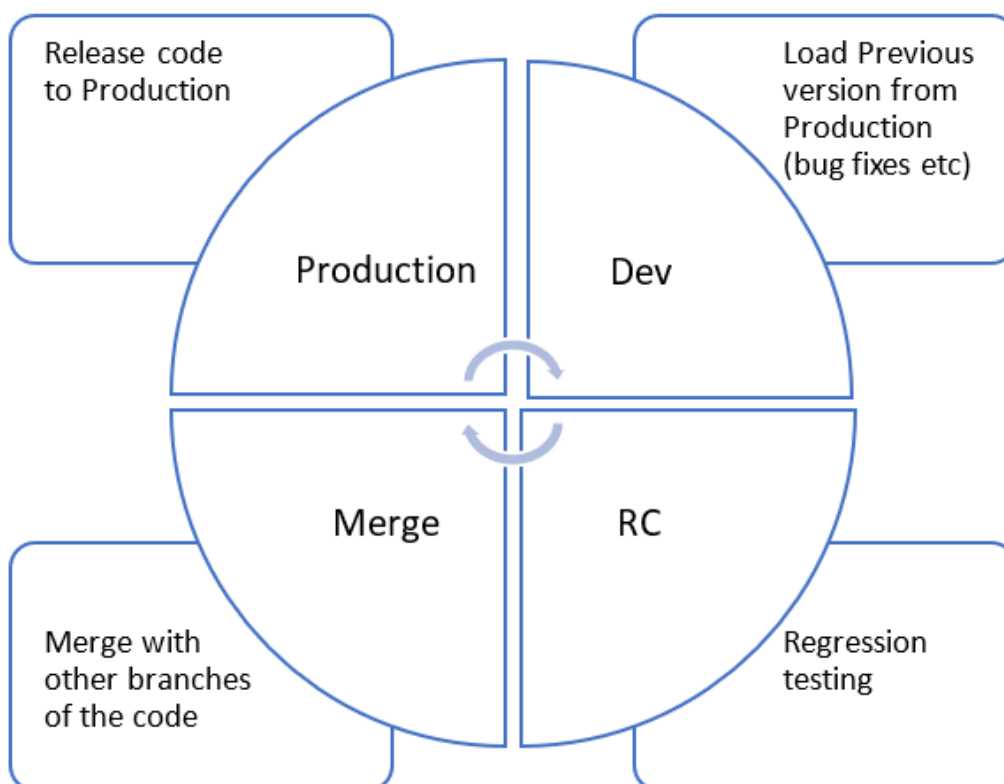 Release code
to Production
Load Previous
version from
Production
(bug fixes etc)
Production
Dev
Merge
RC
Merge with
other branches
of the code
Regression
testing